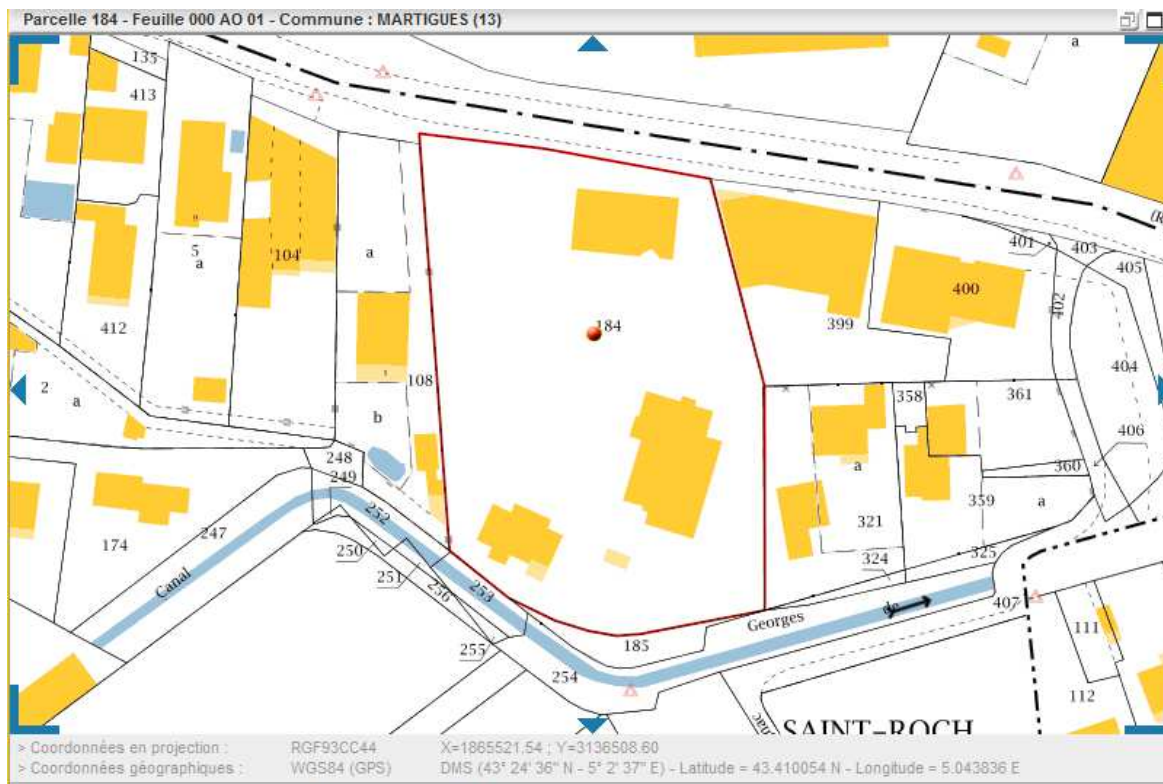 Parcelle 184 - Feuille 000 AO 01 - Commune : MARTIGUES (13)
135
413
a
5
a
104
a
401
403
405
402
400
412
184
399
404
2
a
108
b
358
361
406
248
249
a
360
a
359
321
247
252
174
250
251
253
256
324
325
Canal
Georges
de
407
111
255
185
254
112
SAINT-ROCH
> Coordonnées en projection : RGF93CC44 X=1865521.54 ; Y=3136508.60
> Coordonnées géographiques : WGS84 (GPS) DMS (43° 24' 36" N - 5° 2' 37" E) - Latitude = 43.410054 N - Longitude = 5.043836 E